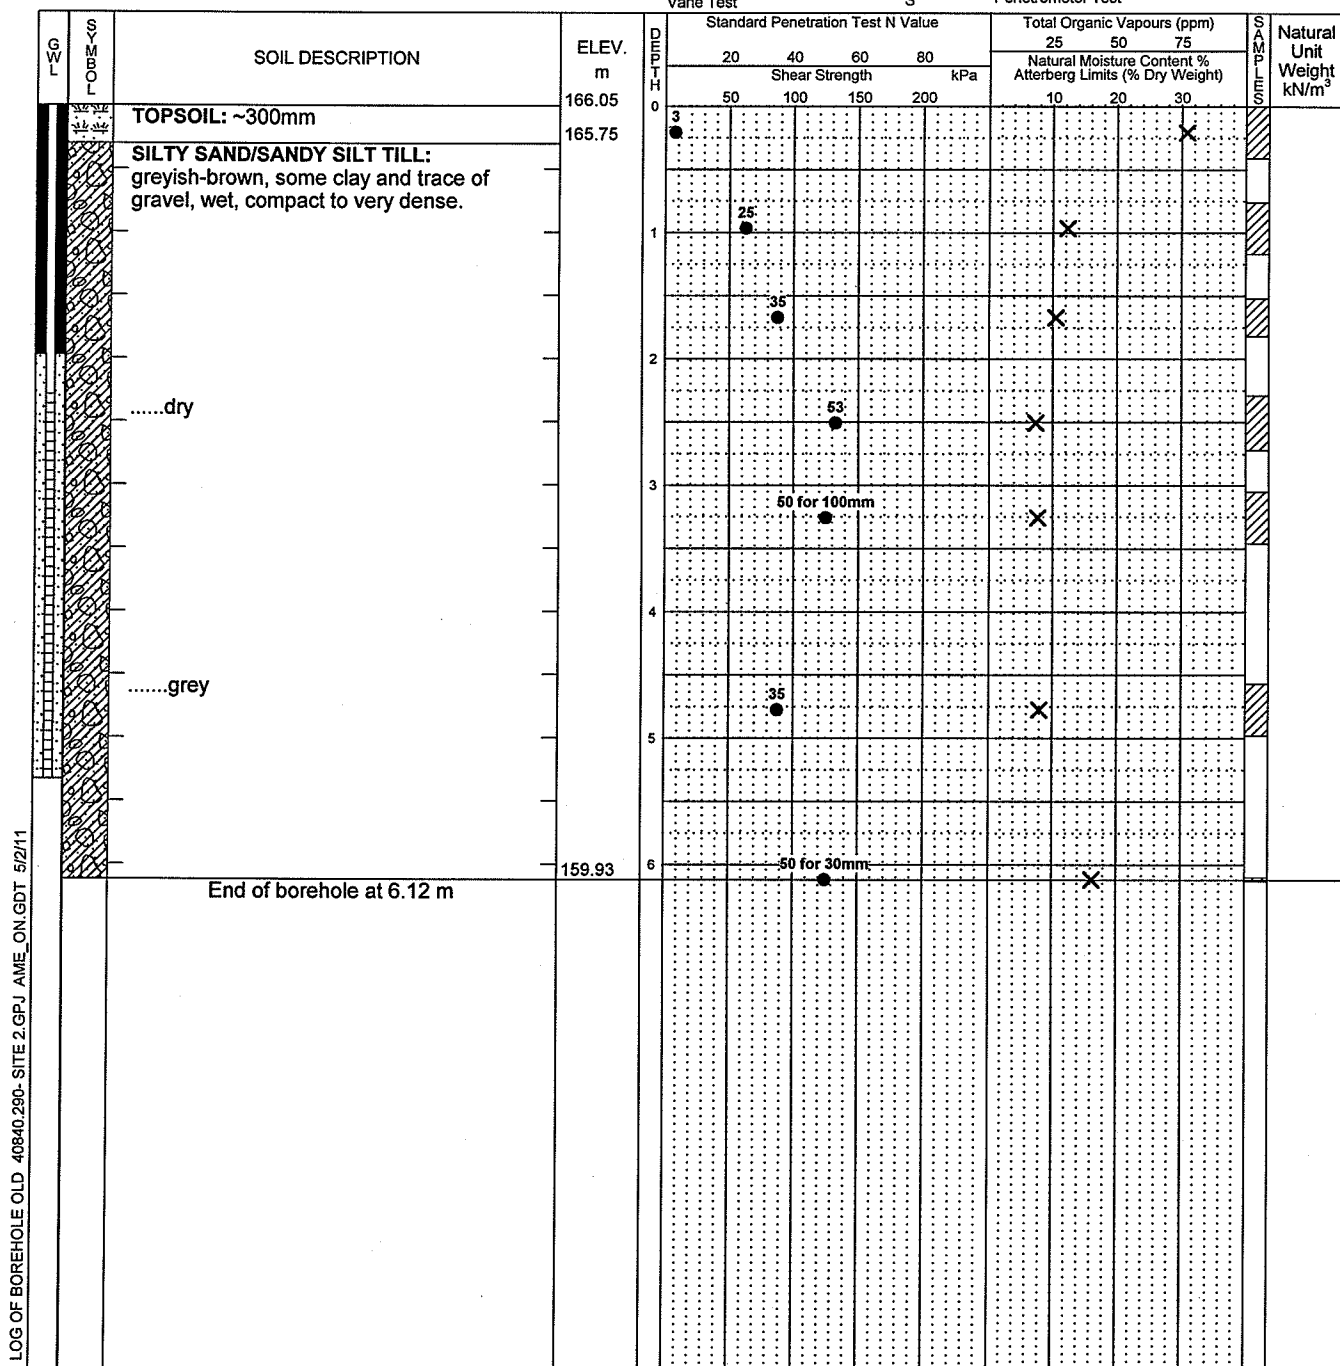 Vane Test S Penetrometer Test
GWL
SYMBOL
SOIL DESCRIPTION
ELEV.
m
DEPTH
Standard Penetration Test N Value
20 40 60 80
Shear Strength kPa
50 100 150 200
Total Organic Vapours (ppm)
25 50 75
Natural Moisture Content %
Atterberg Limits (% Dry Weight)
10 20 30
SAMPLES
Natural
Unit
Weight
kN/m³
166.05
0
TOPSOIL: ~300mm
165.75
3
SILTY SAND/SANDY SILT TILL:
greyish-brown, some clay and trace of
gravel, wet, compact to very dense.
25
1
35
2
......dry
53
3
50 for 100mm
4
.......grey
35
5
159.93
6
50 for 30mm
End of borehole at 6.12 m
LOG OF BOREHOLE OLD 40840.290- SITE 2.GPJ AME_ON.GDT 5/2/11